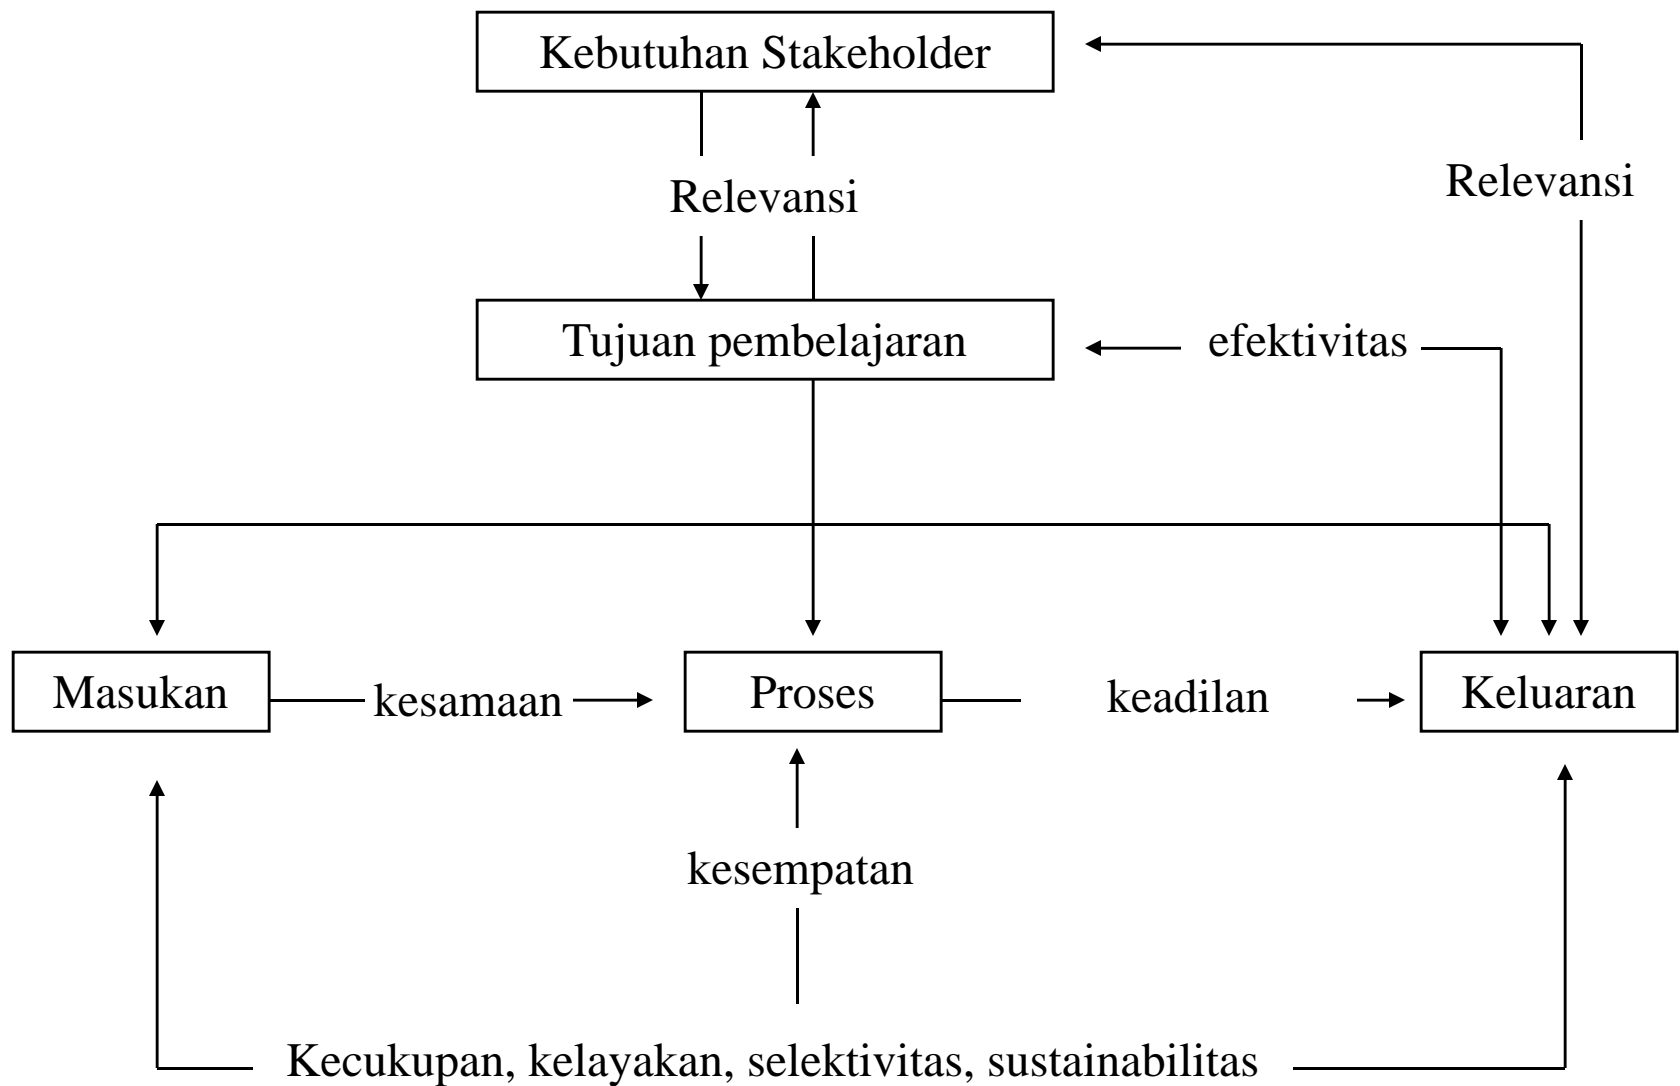 Kebutuhan Stakeholder
Relevansi
Relevansi
Tujuan pembelajaran
efektivitas
Masukan
kesamaan
Proses
keadilan
Keluaran
kesempatan
Kecukupan, kelayakan, selektivitas, sustainabilitas